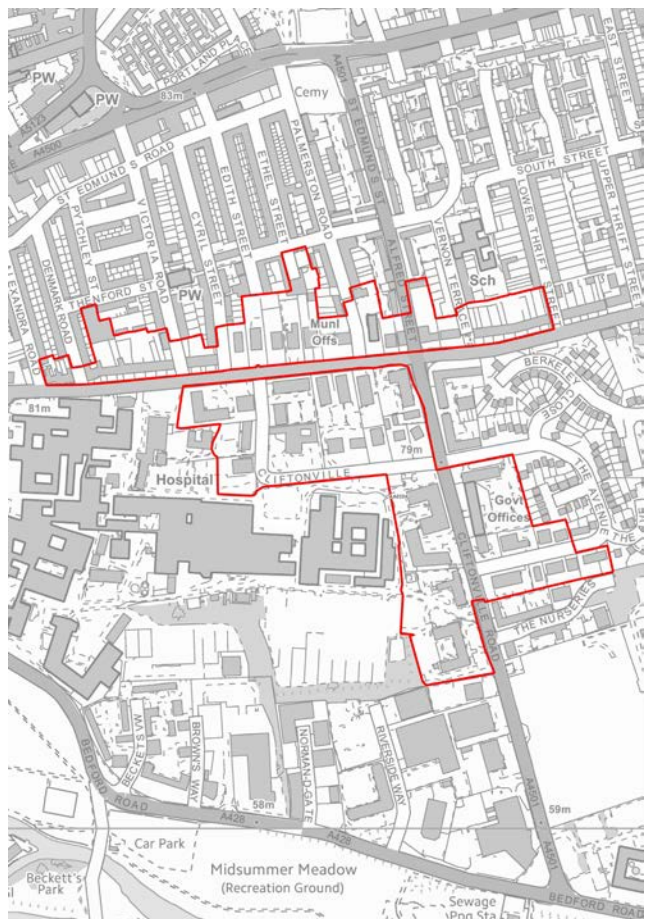 PORTLAND PL
PW
PW
83m
A5123
A4500
Cemy
A4501
ST EDMUNDS ST
EAST STREET
ST EDMUNDS ROAD
PALMERSTON ROAD
ETHEL STREET
EDITH STREET
CYRIL STREET
VICTORIA ROAD
PYTCHLEY ST
SOUTH STREET
UPPER THRIFT STREET
LOWER THRIFT STREET
VERNON TERRACE
ALFRED STREET
Sch
DENMARK ROAD
ALEXANDRA ROAD
THENFORD ST
PW
Munl
Offs
BERKELEY CLOSE
81m
79m
Hospital
CLIFTONVILLE
Govt
Offices
THE AVENUE
THE
CLIFTONVILLE ROAD
THE NURSERIES
BECKETS
BROWN'S WAY
NORMAN-D-GATE
RIVERSIDE WAY
BEDFORD ROAD
58m
A428
A428
59m
A4501
Car Park
Beckett's
Park
Midsummer Meadow
(Recreation Ground)
BEDFORD ROAD
Sewage
Ppg Sta